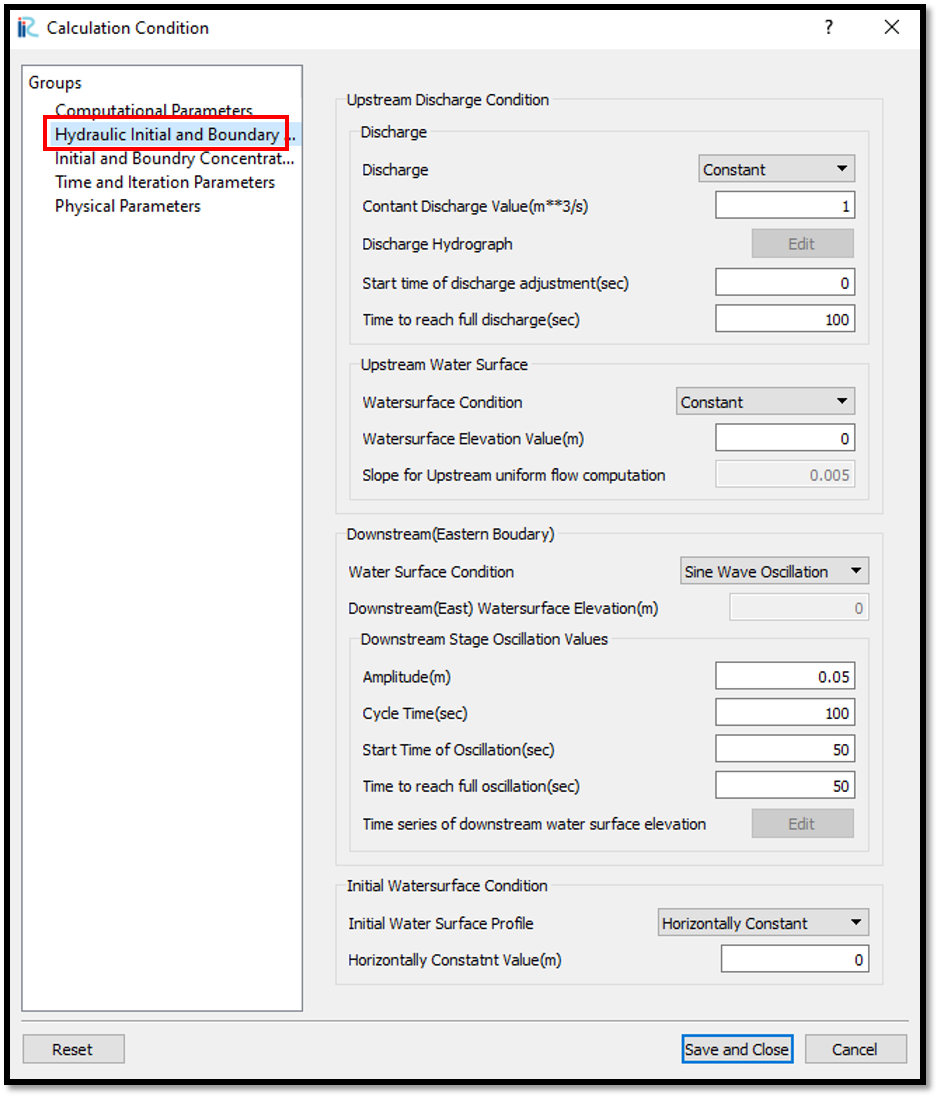 iRC Calculation Condition ?
Groups
Computational Parameters
Hydraulic Initial and Boundary ...
Initial and Boundry Concentrat...
Time and Iteration Parameters
Physical Parameters
Upstream Discharge Condition
Discharge
Discharge Constant
Contant Discharge Value(m**3/s) 1
Discharge Hydrograph Edit
Start time of discharge adjustment(sec) 0
Time to reach full discharge(sec) 100
Upstream Water Surface
Watersurface Condition Constant
Watersurface Elevation Value(m) 0
Slope for Upstream uniform flow computation 0.005
Downstream(Eastern Boudary)
Water Surface Condition Sine Wave Oscillation
Downstream(East) Watersurface Elevation(m) 0
Downstream Stage Oscillation Values
Amplitude(m) 0.05
Cycle Time(sec) 100
Start Time of Oscillation(sec) 50
Time to reach full oscillation(sec) 50
Time series of downstream water surface elevation Edit
Initial Watersurface Condition
Initial Water Surface Profile Horizontally Constant
Horizontally Constatnt Value(m) 0
Reset Save and Close Cancel